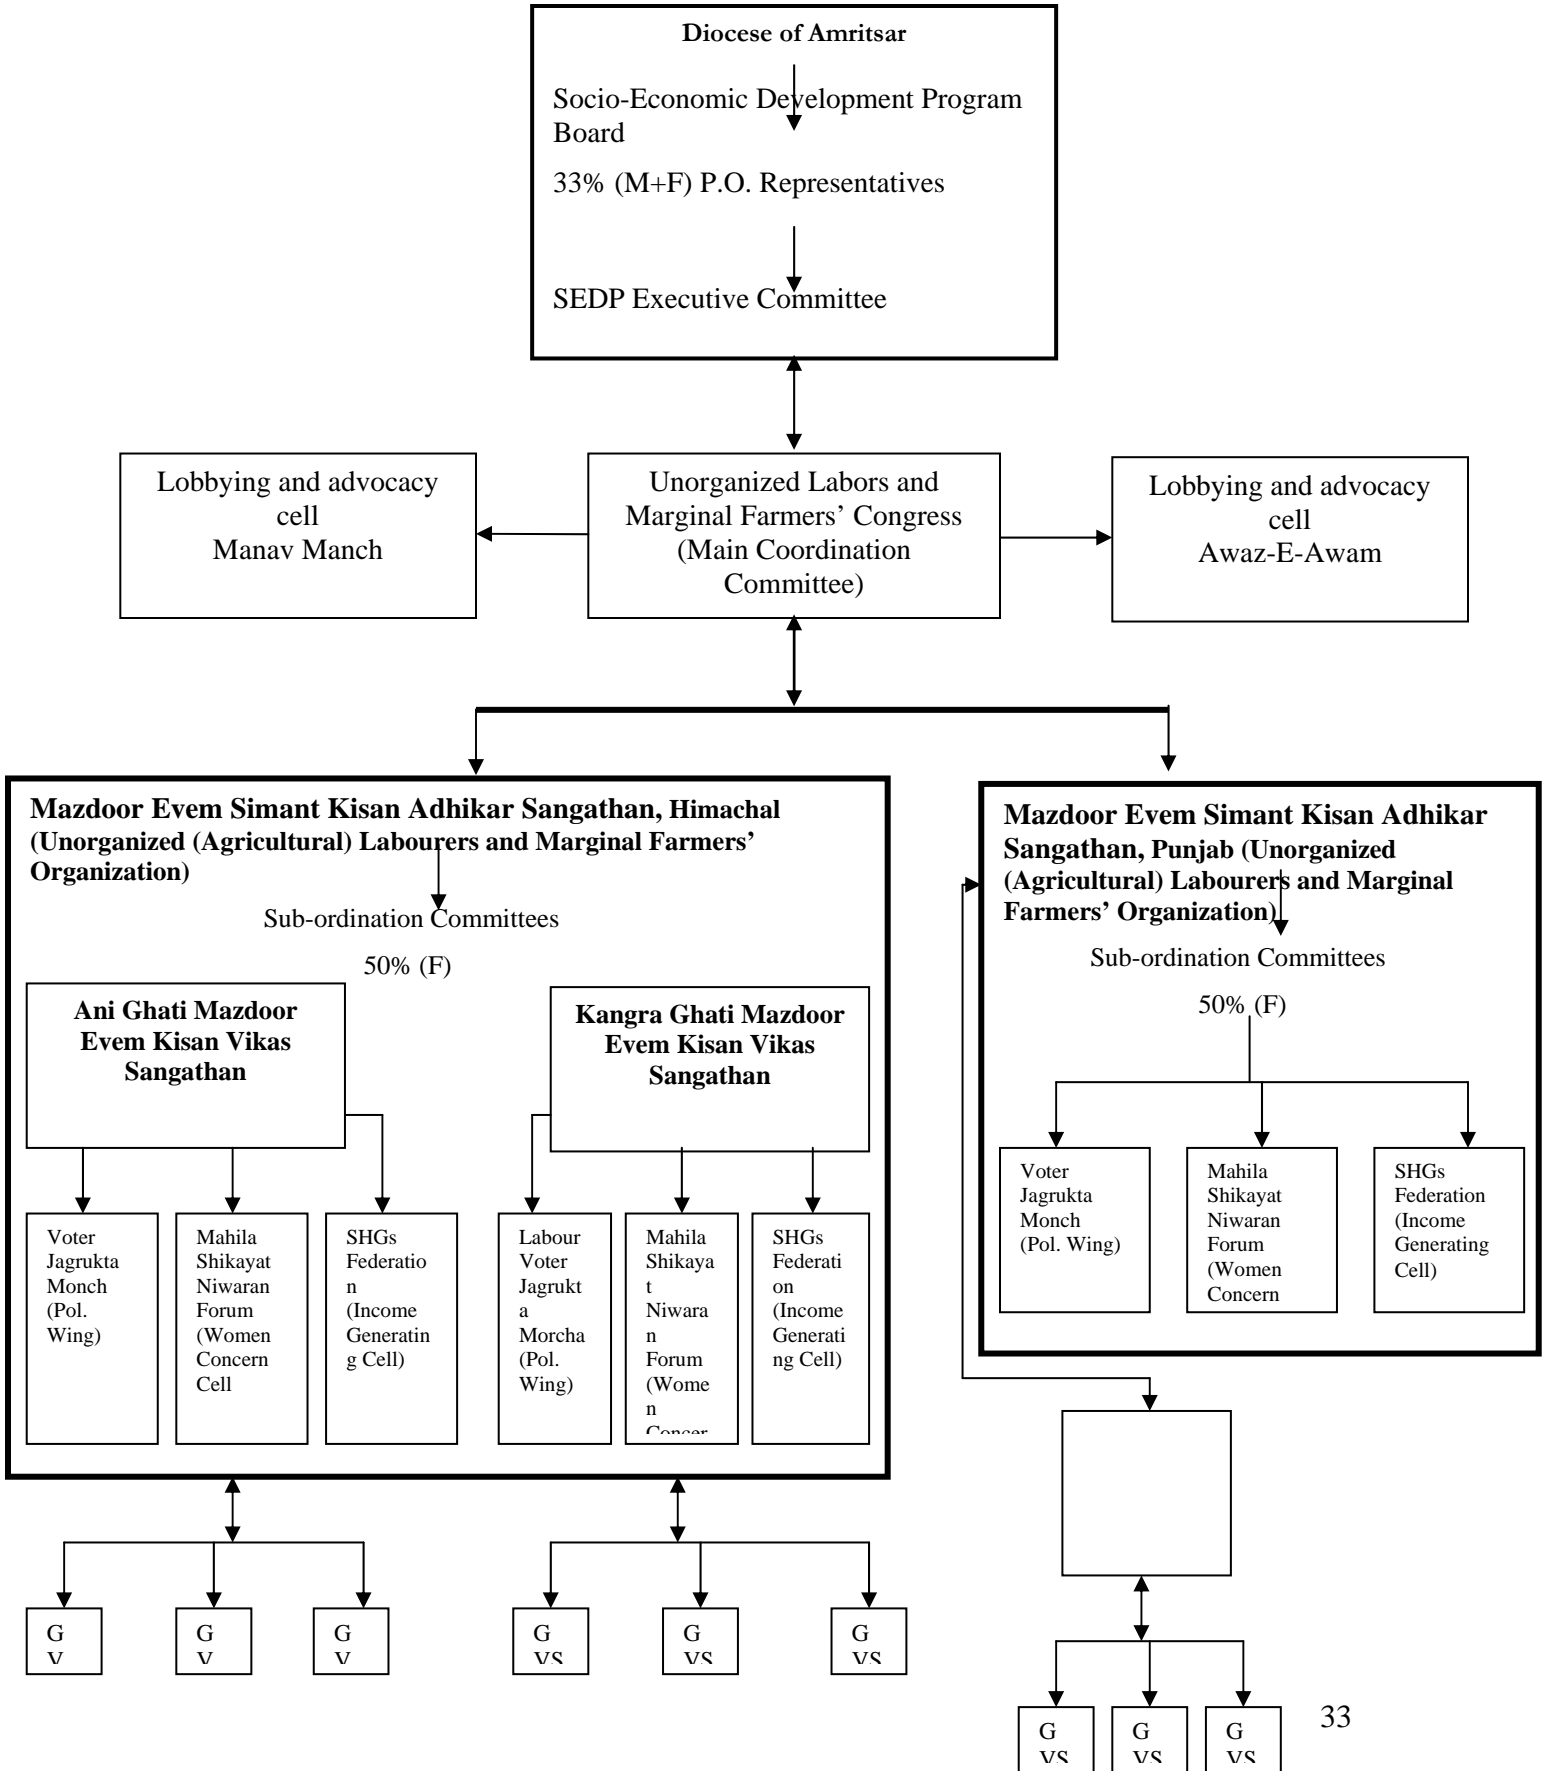 Diocese of Amritsar
Socio-Economic Development Program
Board
33% (M+F) P.O. Representatives
SEDP Executive Committee
Lobbying and advocacy
cell
Manav Manch
Unorganized Labors and
Marginal Farmers’ Congress
(Main Coordination
Committee)
Lobbying and advocacy
cell
Awaz-E-Awam
Mazdoor Evem Simant Kisan Adhikar Sangathan, Himachal
(Unorganized (Agricultural) Labourers and Marginal Farmers’
Organization)
Sub-ordination Committees
50% (F)
Ani Ghati Mazdoor
Evem Kisan Vikas
Sangathan
Kangra Ghati Mazdoor
Evem Kisan Vikas
Sangathan
Voter
Jagrukta
Monch
(Pol.
Wing)
Mahila
Shikayat
Niwaran
Forum
(Women
Concern
Cell
SHGs
Federatio
n
(Income
Generatin
g Cell)
Labour
Voter
Jagrukt
a
Morcha
(Pol.
Wing)
Mahila
Shikaya
t
Niwara
n
Forum
(Wome
n
Concer
SHGs
Federati
on
(Income
Generati
ng Cell)
Mazdoor Evem Simant Kisan Adhikar
Sangathan, Punjab (Unorganized
(Agricultural) Labourers and Marginal
Farmers’ Organization)
Sub-ordination Committees
50% (F)
Voter
Jagrukta
Monch
(Pol. Wing)
Mahila
Shikayat
Niwaran
Forum
(Women
Concern
SHGs
Federation
(Income
Generating
Cell)
G
V
G
V
G
V
G
VS
G
VS
G
VS
G
VS
G
VS
G
VS
33